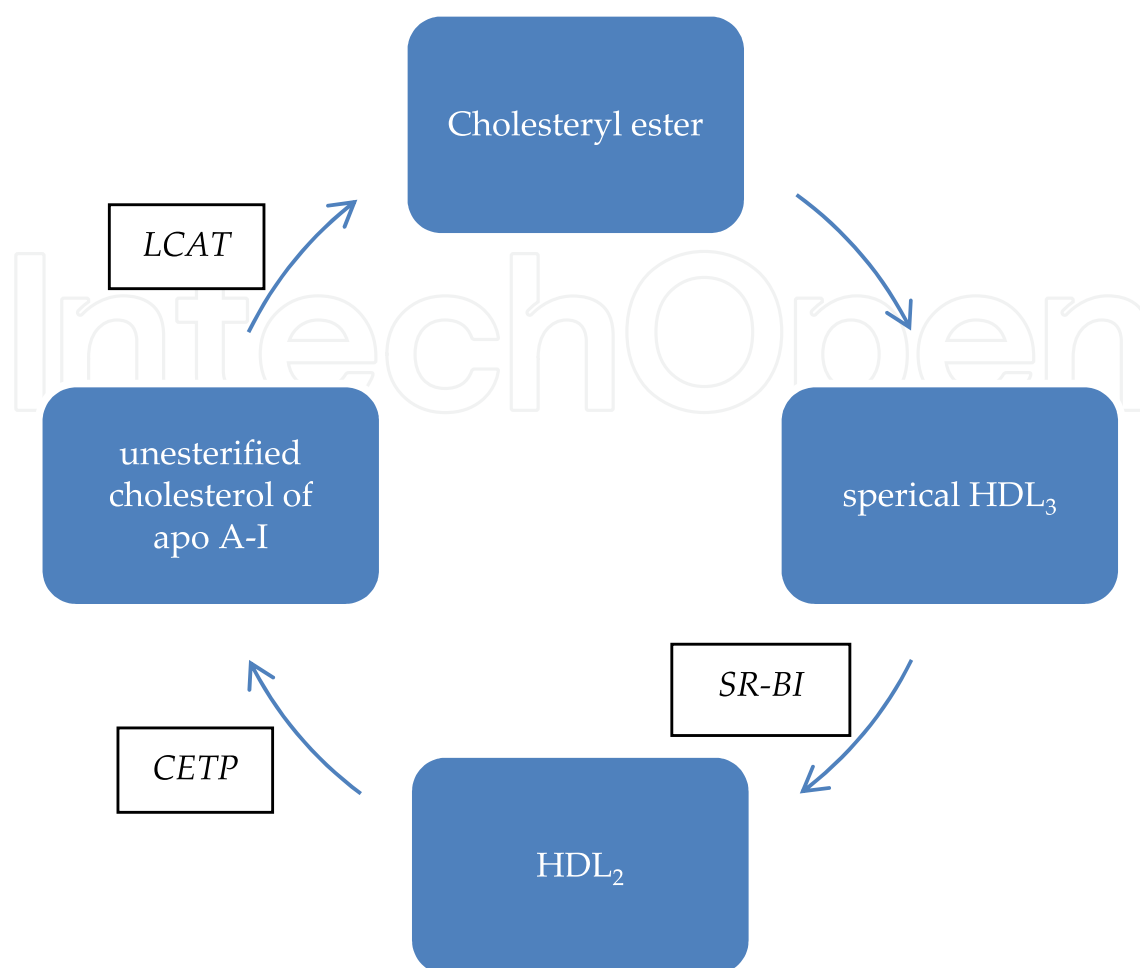 Cholesteryl ester
LCAT
IntechOpen
unesterified
cholesterol of
apo A-I
sperical HDL₃
SR-BI
CETP
HDL₂